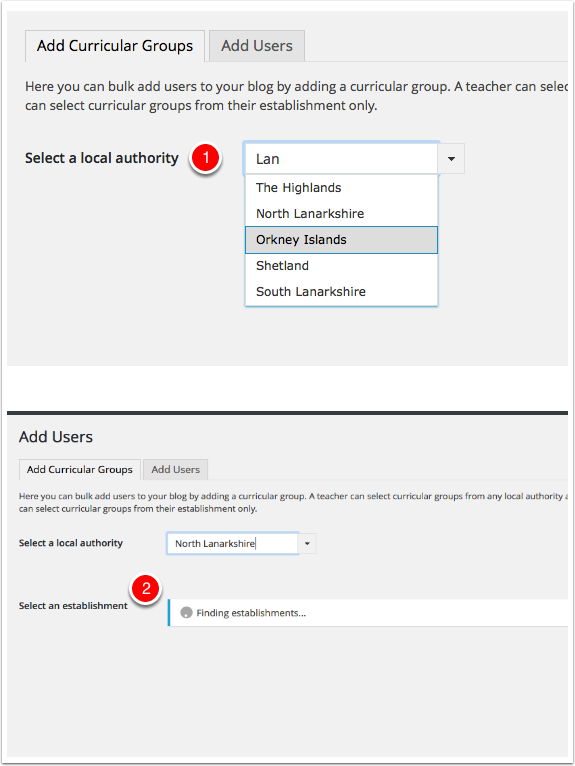 Add Curricular Groups Add Users
Here you can bulk add users to your blog by adding a curricular group. A teacher can selec
can select curricular groups from their establishment only.
Select a local authority 1 Lan
The Highlands
North Lanarkshire
Orkney Islands
Shetland
South Lanarkshire
Add Users
Add Curricular Groups Add Users
Here you can bulk add users to your blog by adding a curricular group. A teacher can select curricular groups from any local authority a
can select curricular groups from their establishment only.
Select a local authority North Lanarkshire
2
Select an establishment Finding establishments...